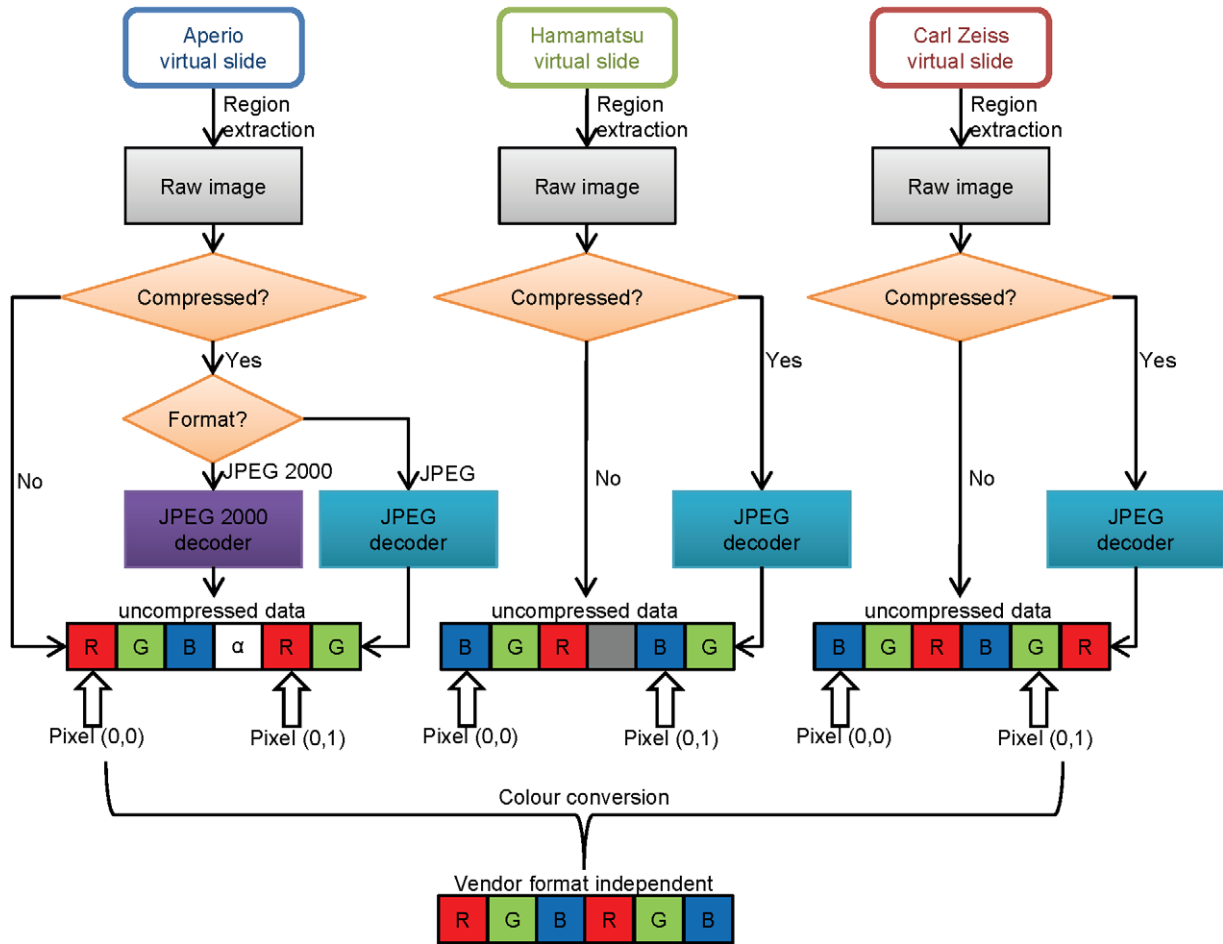 Aperio
virtual slide
Hamamatsu
virtual slide
Carl Zeiss
virtual slide
Region
extraction
Region
extraction
Region
extraction
Raw image
Raw image
Raw image
Compressed?
Compressed?
Compressed?
Yes
Yes
Yes
Format?
No
No
No
JPEG 2000
JPEG
JPEG 2000
decoder
JPEG
decoder
JPEG
decoder
JPEG
decoder
uncompressed data
uncompressed data
uncompressed data
R G B α R G
B G R B G
B G R B G R
Pixel (0,0)
Pixel (0,1)
Pixel (0,0)
Pixel (0,1)
Pixel (0,0)
Pixel (0,1)
Colour conversion
Vendor format independent
R G B R G B